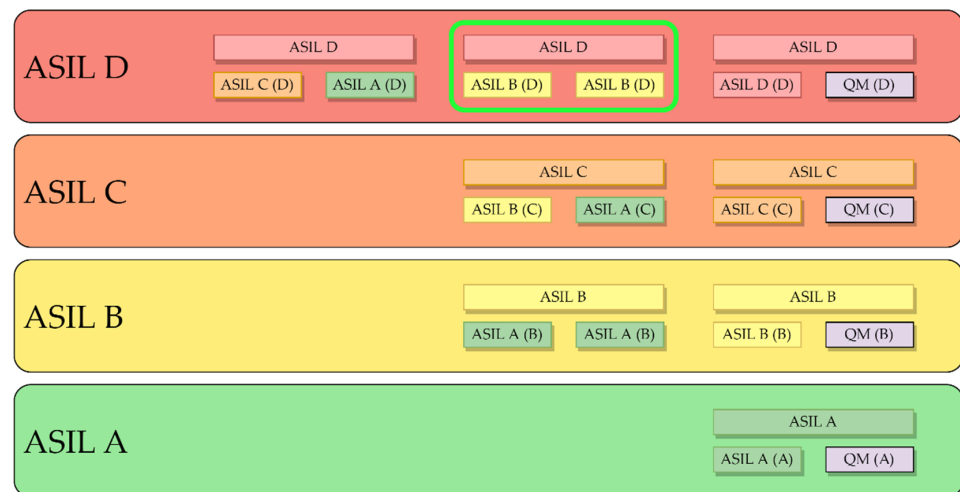 ASIL D
ASIL D
ASIL C (D) ASIL A (D)
ASIL D
ASIL B (D) ASIL B (D)
ASIL D
ASIL D (D) QM (D)
ASIL C
ASIL C
ASIL B (C) ASIL A (C)
ASIL C
ASIL C (C) QM (C)
ASIL B
ASIL B
ASIL A (B) ASIL A (B)
ASIL B
ASIL B (B) QM (B)
ASIL A
ASIL A
ASIL A (A) QM (A)